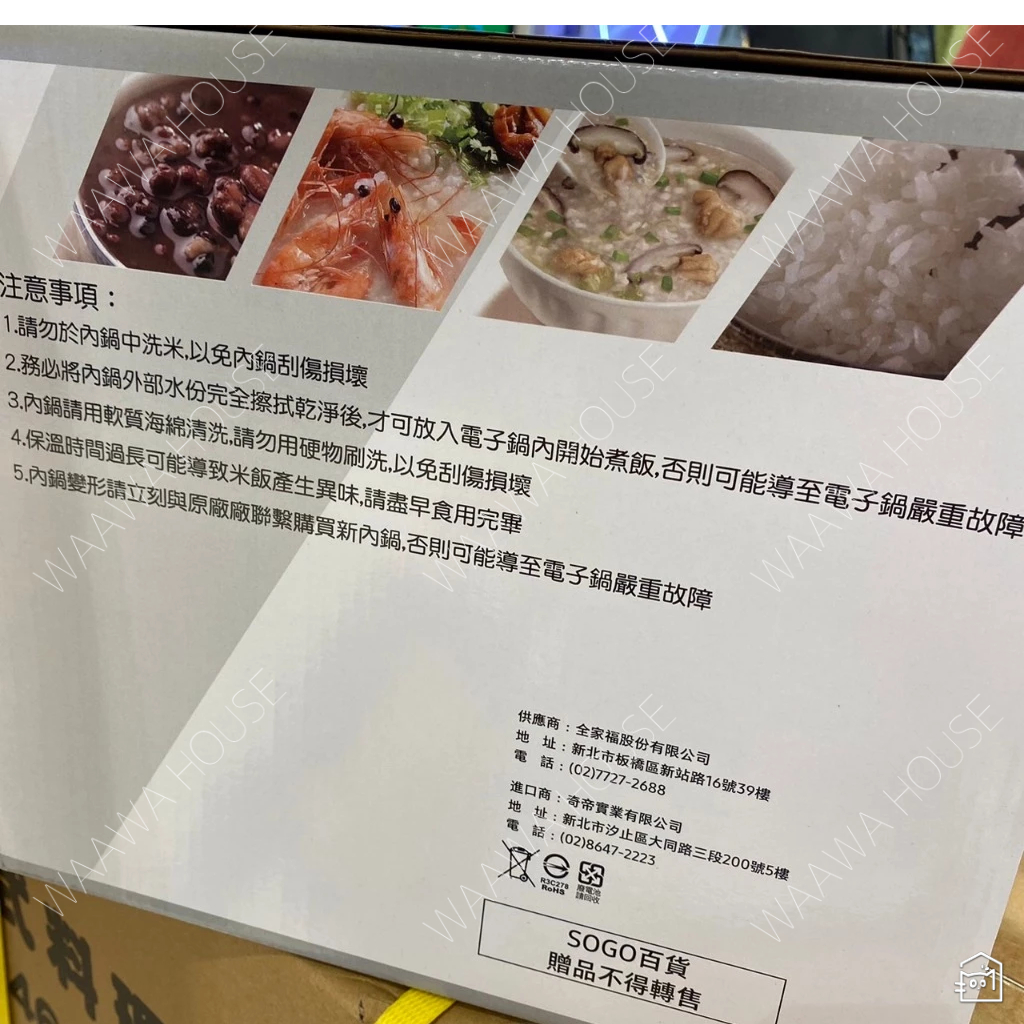 注意事項：
1.請勿於內鍋中洗米,以免內鍋刮傷損壞
2.務必將內鍋外部水份完全擦拭乾淨後,才可放入電子鍋內開始煮飯,否則可能導至電子鍋嚴重故障
3.內鍋請用軟質海綿清洗,請勿用硬物刷洗,以免刮傷損壞
4.保溫時間過長可能導致米飯產生異味,請盡早食用完畢
5.內鍋變形請立刻與原廠廠聯繫購買新內鍋,否則可能導至電子鍋嚴重故障
供應商：全家福股份有限公司
地　址：新北市板橋區新站路16號39樓
電　話：(02)7727-2688
進口商：奇帝實業有限公司
地　址：新北市汐止區大同路三段200號5樓
電　話：(02)8647-2223
R3C278
RoHS
廢電池
請回收
SOGO百貨
贈品不得轉售
WAAWA HOUSE